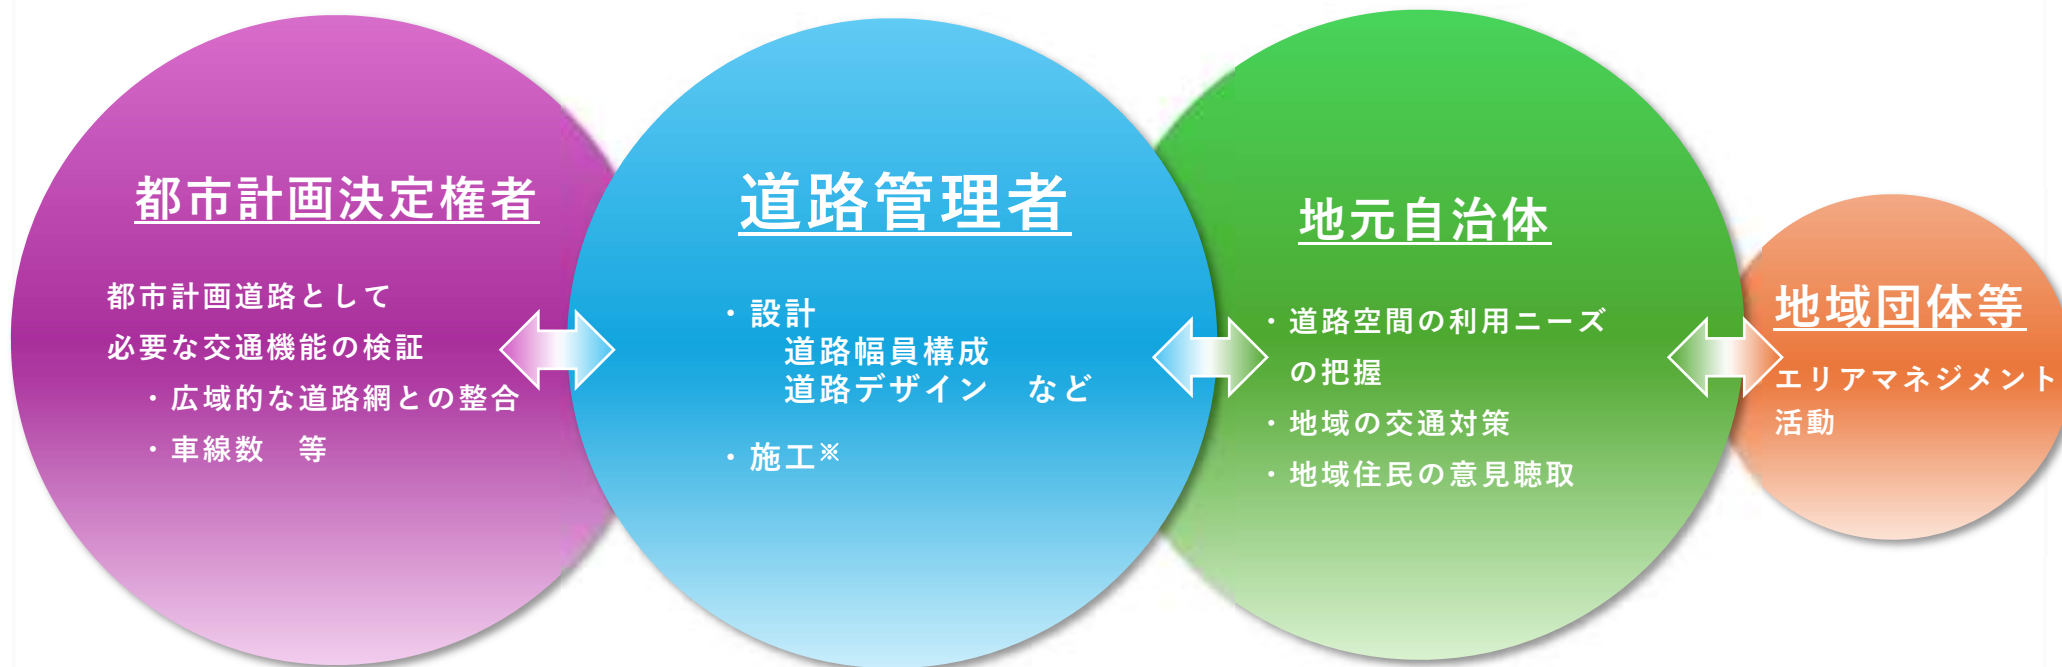 都市計画決定権者
都市計画道路として
必要な交通機能の検証
・広域的な道路網との整合
・車線数　等
道路管理者
・設計
道路幅員構成
道路デザイン　など
・施工※
地元自治体
・道路空間の利用ニーズ
の把握
・地域の交通対策
・地域住民の意見聴取
地域団体等
エリアマネジメント
活動